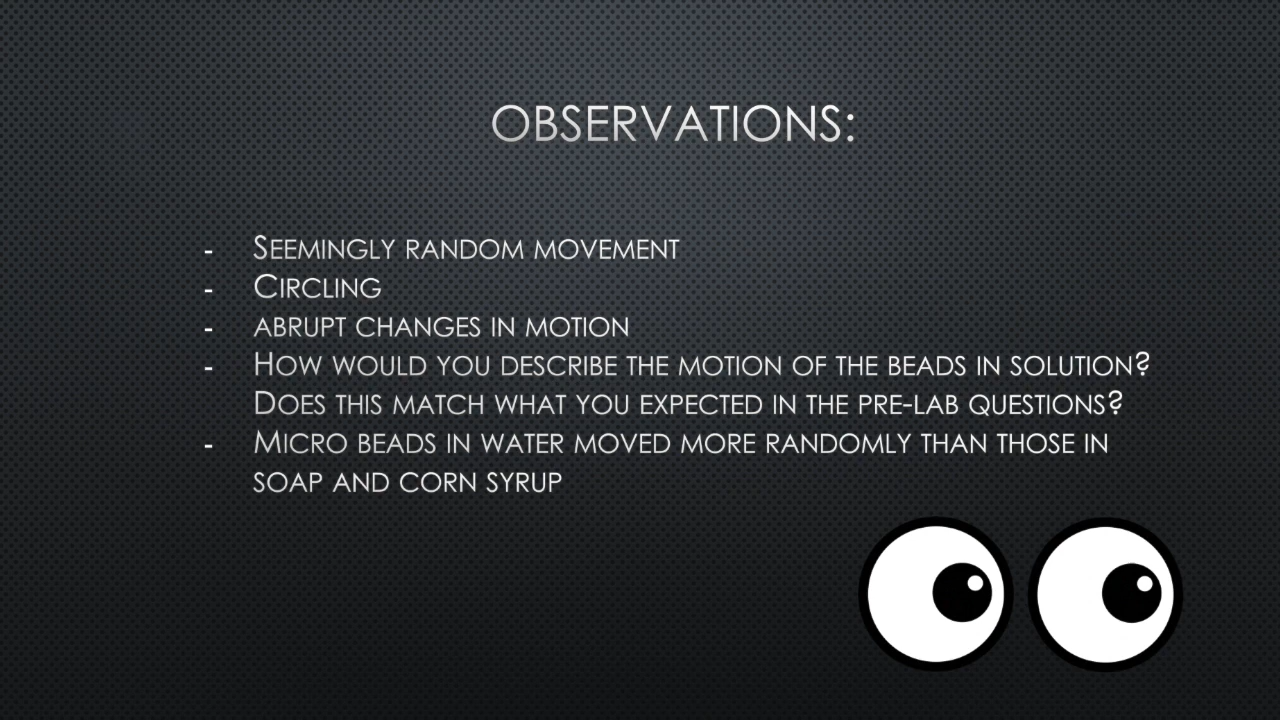 OBSERVATIONS:
- SEEMINGLY RANDOM MOVEMENT
- CIRCLING
- ABRUPT CHANGES IN MOTION
- HOW WOULD YOU DESCRIBE THE MOTION OF THE BEADS IN SOLUTION?
DOES THIS MATCH WHAT YOU EXPECTED IN THE PRE-LAB QUESTIONS?
- MICRO BEADS IN WATER MOVED MORE RANDOMLY THAN THOSE IN
SOAP AND CORN SYRUP